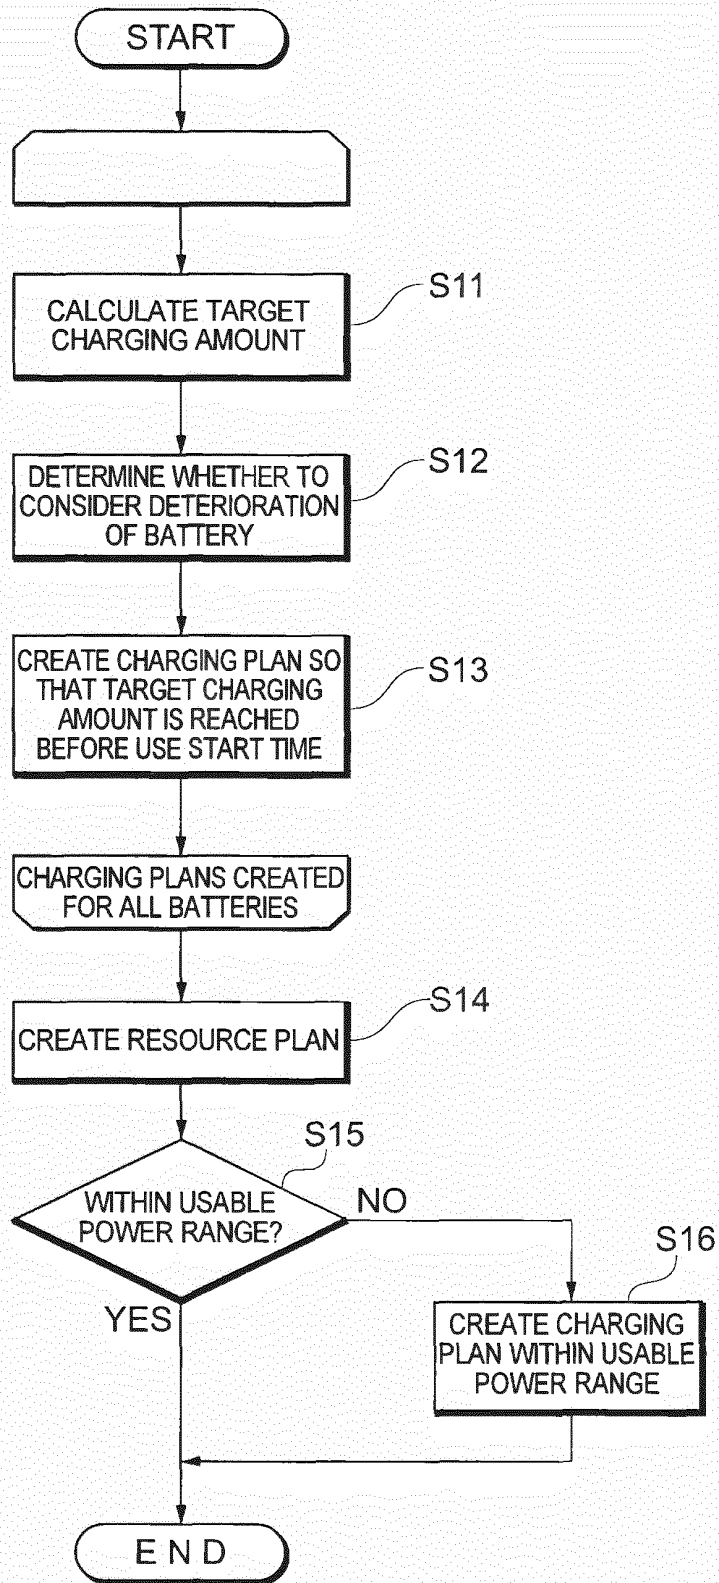 START
CALCULATE TARGET
CHARGING AMOUNT
S11
DETERMINE WHETHER TO
CONSIDER DETERIORATION
OF BATTERY
S12
CREATE CHARGING PLAN SO
THAT TARGET CHARGING
AMOUNT IS REACHED
BEFORE USE START TIME
S13
CHARGING PLANS CREATED
FOR ALL BATTERIES
CREATE RESOURCE PLAN
S14
S15
WITHIN USABLE
POWER RANGE?
NO
YES
S16
CREATE CHARGING
PLAN WITHIN USABLE
POWER RANGE
END